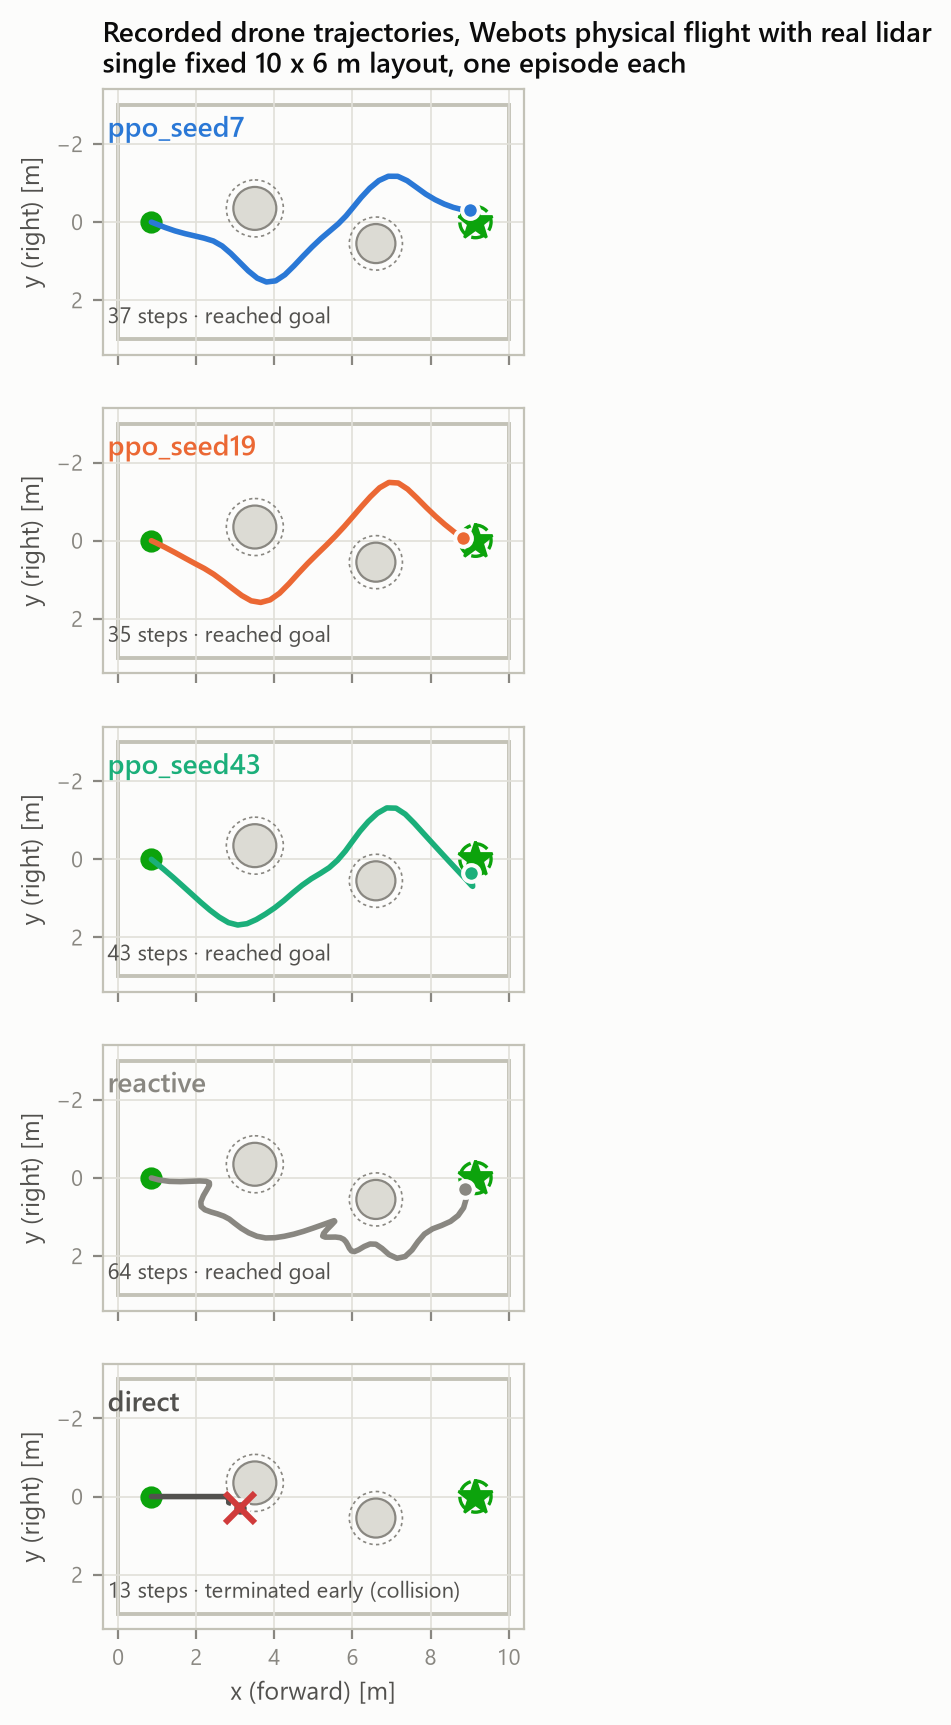 Recorded drone trajectories, Webots physical flight with real lidar
single fixed 10 x 6 m layout, one episode each
ppo_seed7
−2
0
2
y (right) [m]
37 steps · reached goal
ppo_seed19
−2
0
2
y (right) [m]
35 steps · reached goal
ppo_seed43
−2
0
2
y (right) [m]
43 steps · reached goal
reactive
−2
0
2
y (right) [m]
64 steps · reached goal
direct
−2
0
2
y (right) [m]
13 steps · terminated early (collision)
0 2 4 6 8 10
x (forward) [m]